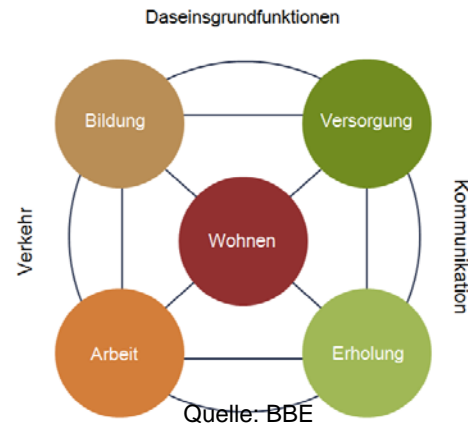 Daseinsgrundfunktionen
Bildung
Versorgung
Verkehr
Wohnen
Kommunikation
Arbeit
Erholung
Quelle: BBE